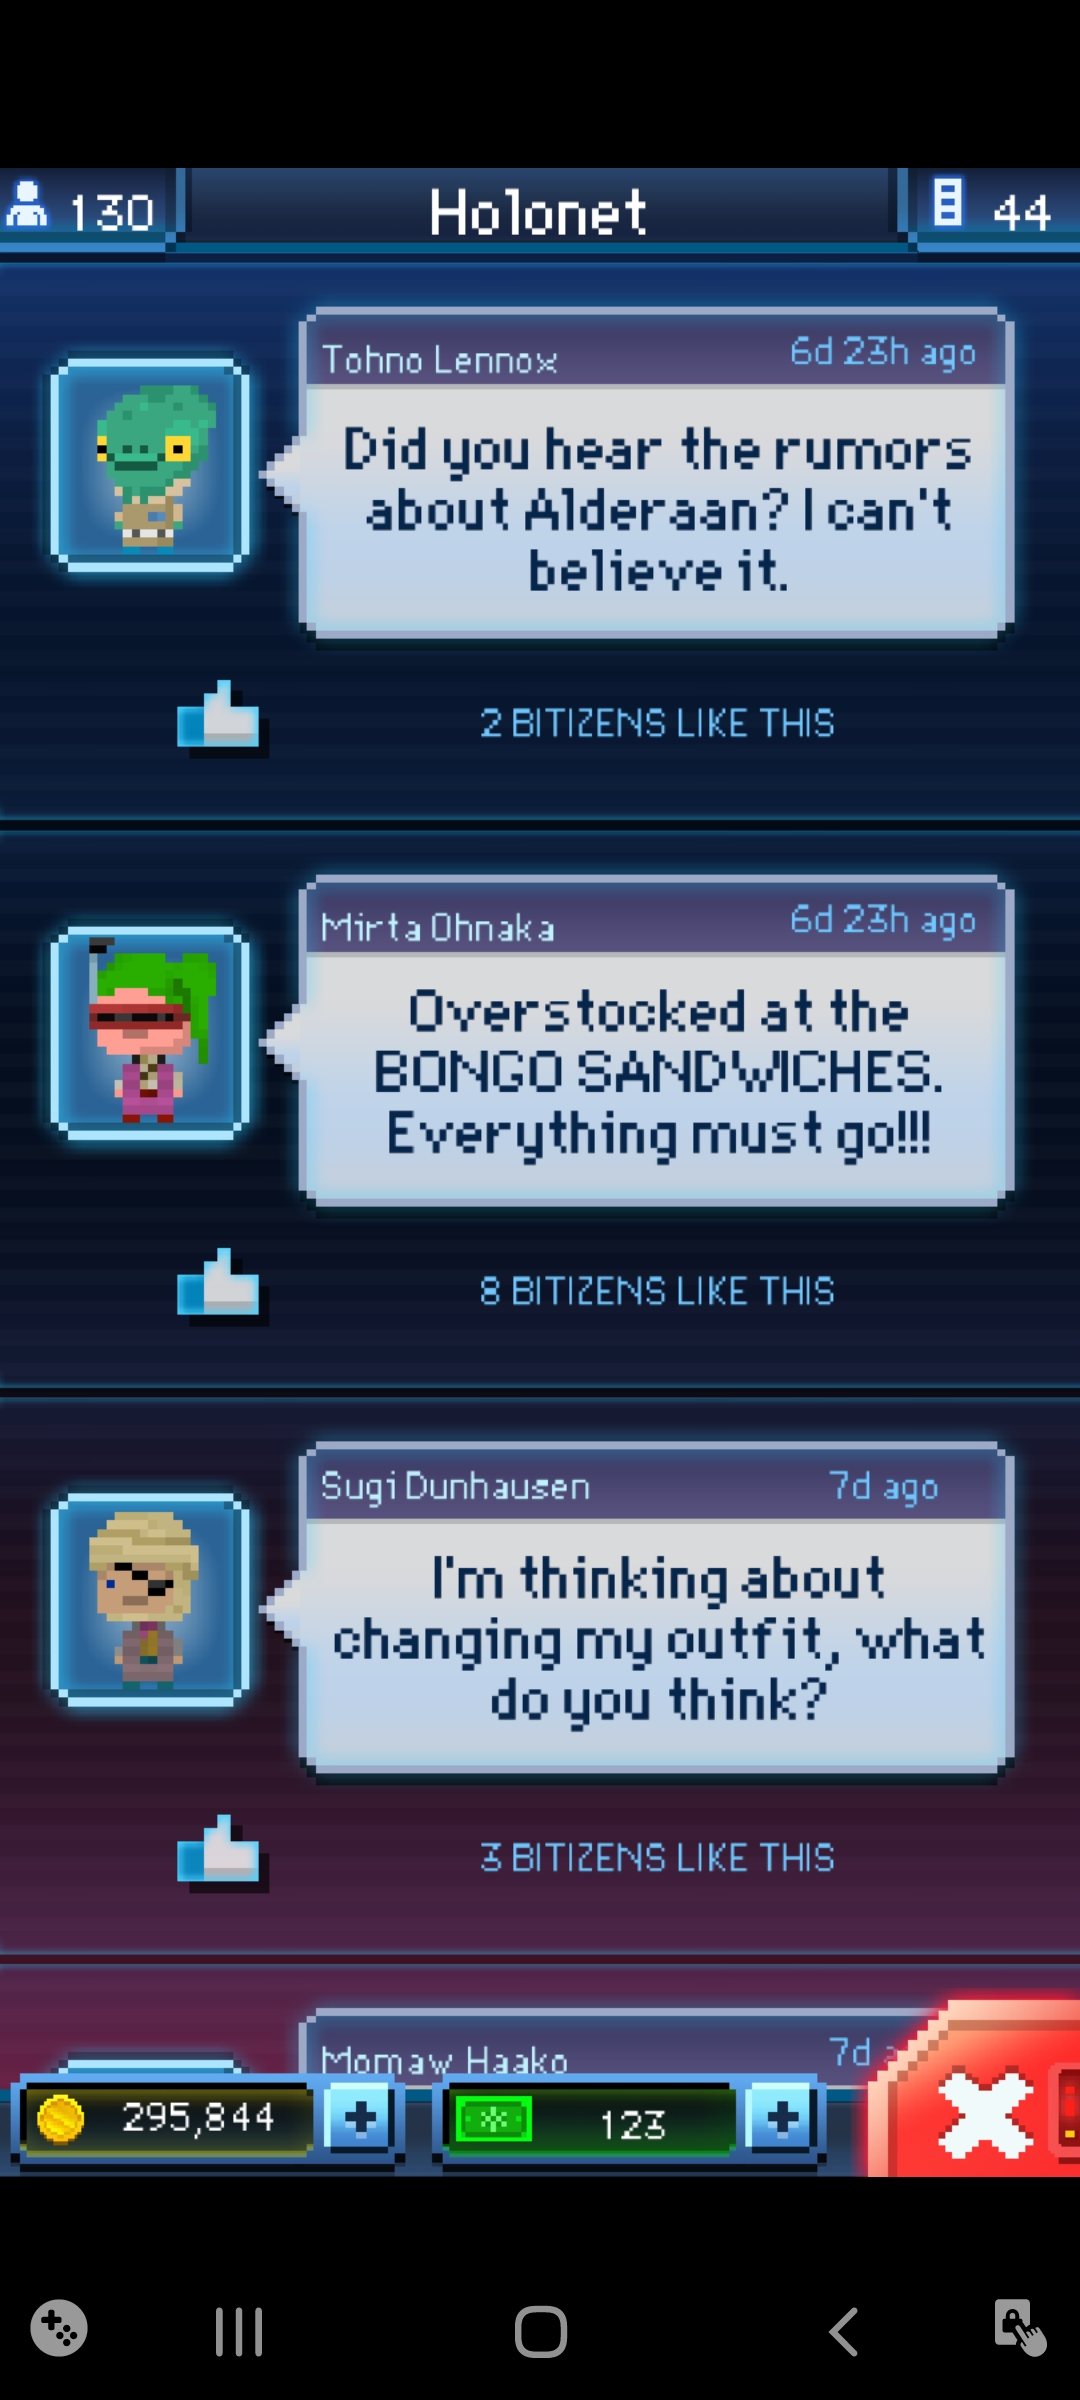 130
Holonet
44
Tohno Lennox
6d 23h ago
Did you hear the rumors
about Alderaan? I can't
believe it.
2 BITIZENS LIKE THIS
Mirta Ohnaka
6d 23h ago
Overstocked at the
BONGO SANDWICHES.
Everything must go!!!
8 BITIZENS LIKE THIS
Sugi Dunhausen
7d ago
I'm thinking about
changing my outfit, what
do you think?
3 BITIZENS LIKE THIS
Momaw Haako
7d
295,844
123